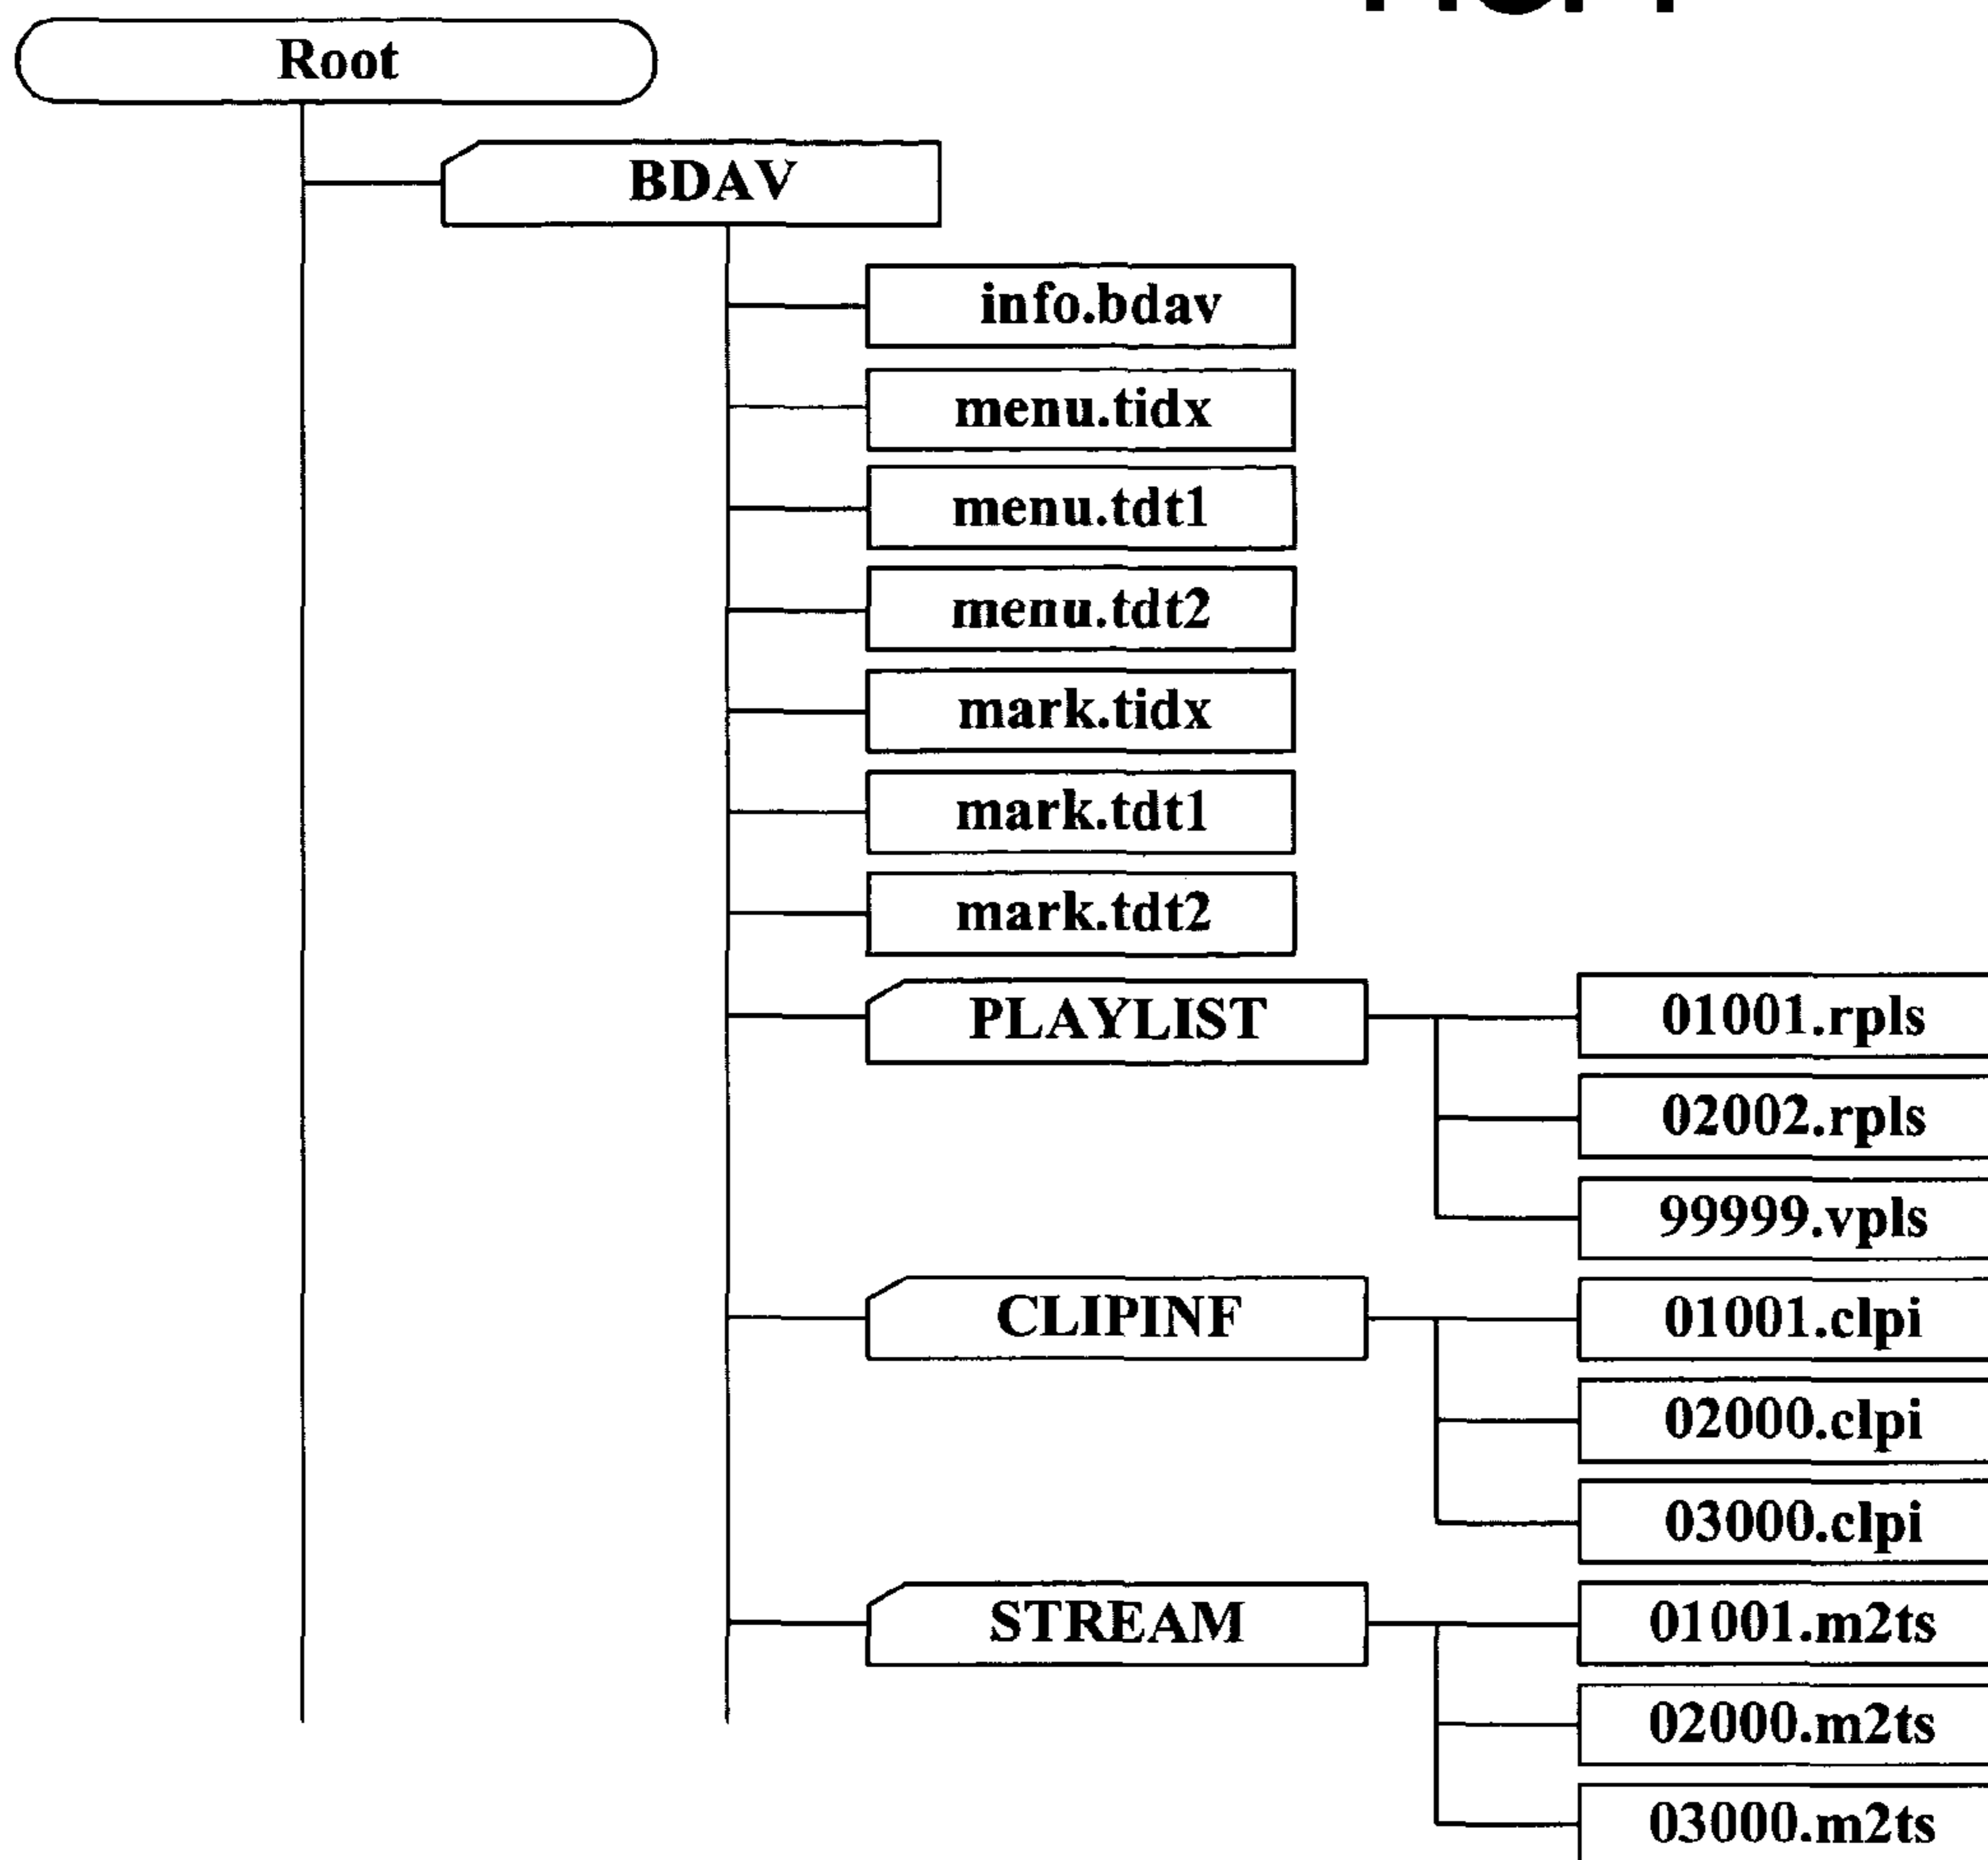 Root
BDAV
info.bdav
menu.tidx
menu.tdt1
menu.tdt2
mark.tidx
mark.tdt1
mark.tdt2
PLAYLIST
01001.rpls
02002.rpls
99999.vpls
CLIPINF
01001.clpi
02000.clpi
03000.clpi
STREAM
01001.m2ts
02000.m2ts
03000.m2ts